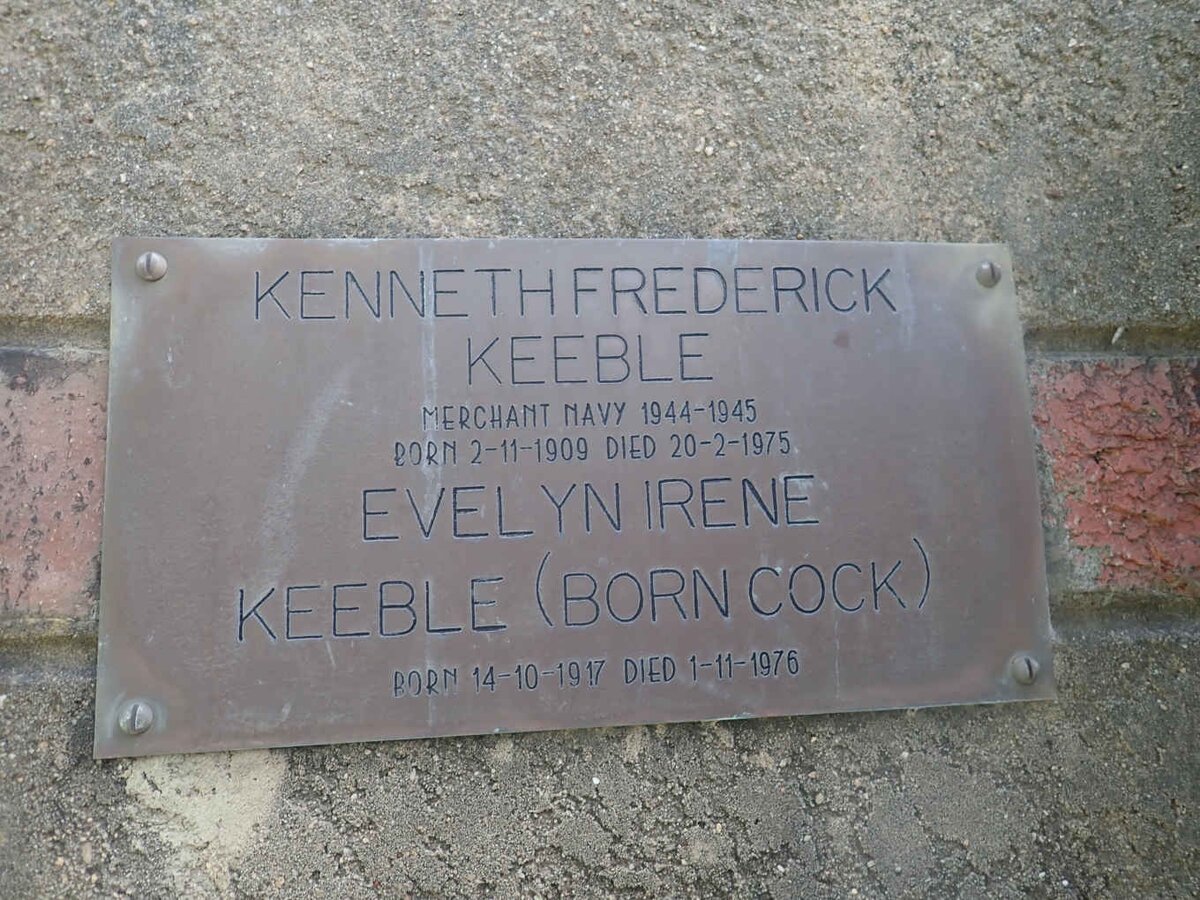 KENNETH FREDERICK
KEEBLE
MERCHANT NAVY 1944-1945
BORN 2-11-1909 DIED 20-2-1975
EVELYN IRENE
KEEBLE (BORN COCK)
BORN 14-10-1917 DIED 1-11-1976